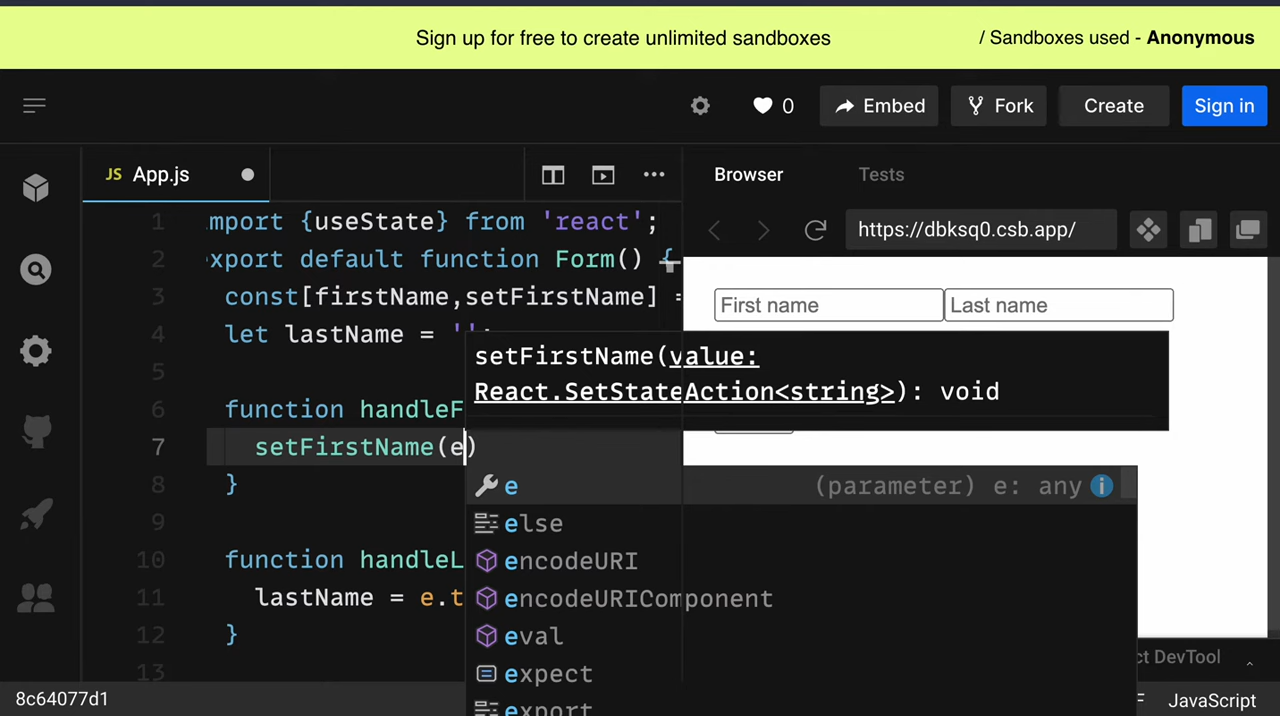 Sign up for free to create unlimited sandboxes
/ Sandboxes used - Anonymous
0
Embed
Fork
Create
Sign in
JS App.js
Browser
Tests
https://dbksq0.csb.app/
1 mport {useState} from 'react';
2 xport default function Form() {
3 const[firstName,setFirstName] =
4 let lastName = '';
5
6 function handleF
7 setFirstName(e)
8 }
9
10 function handleL
11 lastName = e.t
12 }
13
First name
Last name
setFirstName(value:
React.SetStateAction<string>): void
e
(parameter) e: any
else
encodeURI
encodeURIComponent
eval
expect
export
ct DevTool
8c64077d1
JavaScript